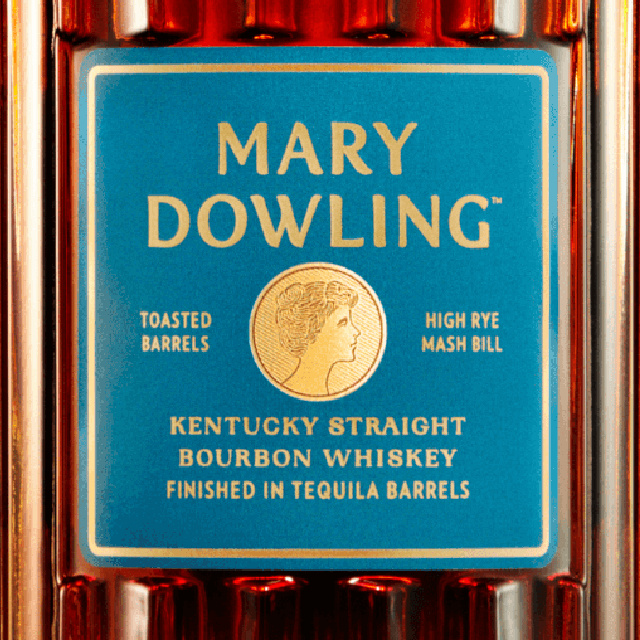 MARY
DOWLING™
TOASTED
BARRELS
HIGH RYE
MASH BILL
KENTUCKY STRAIGHT
BOURBON WHISKEY
FINISHED IN TEQUILA BARRELS